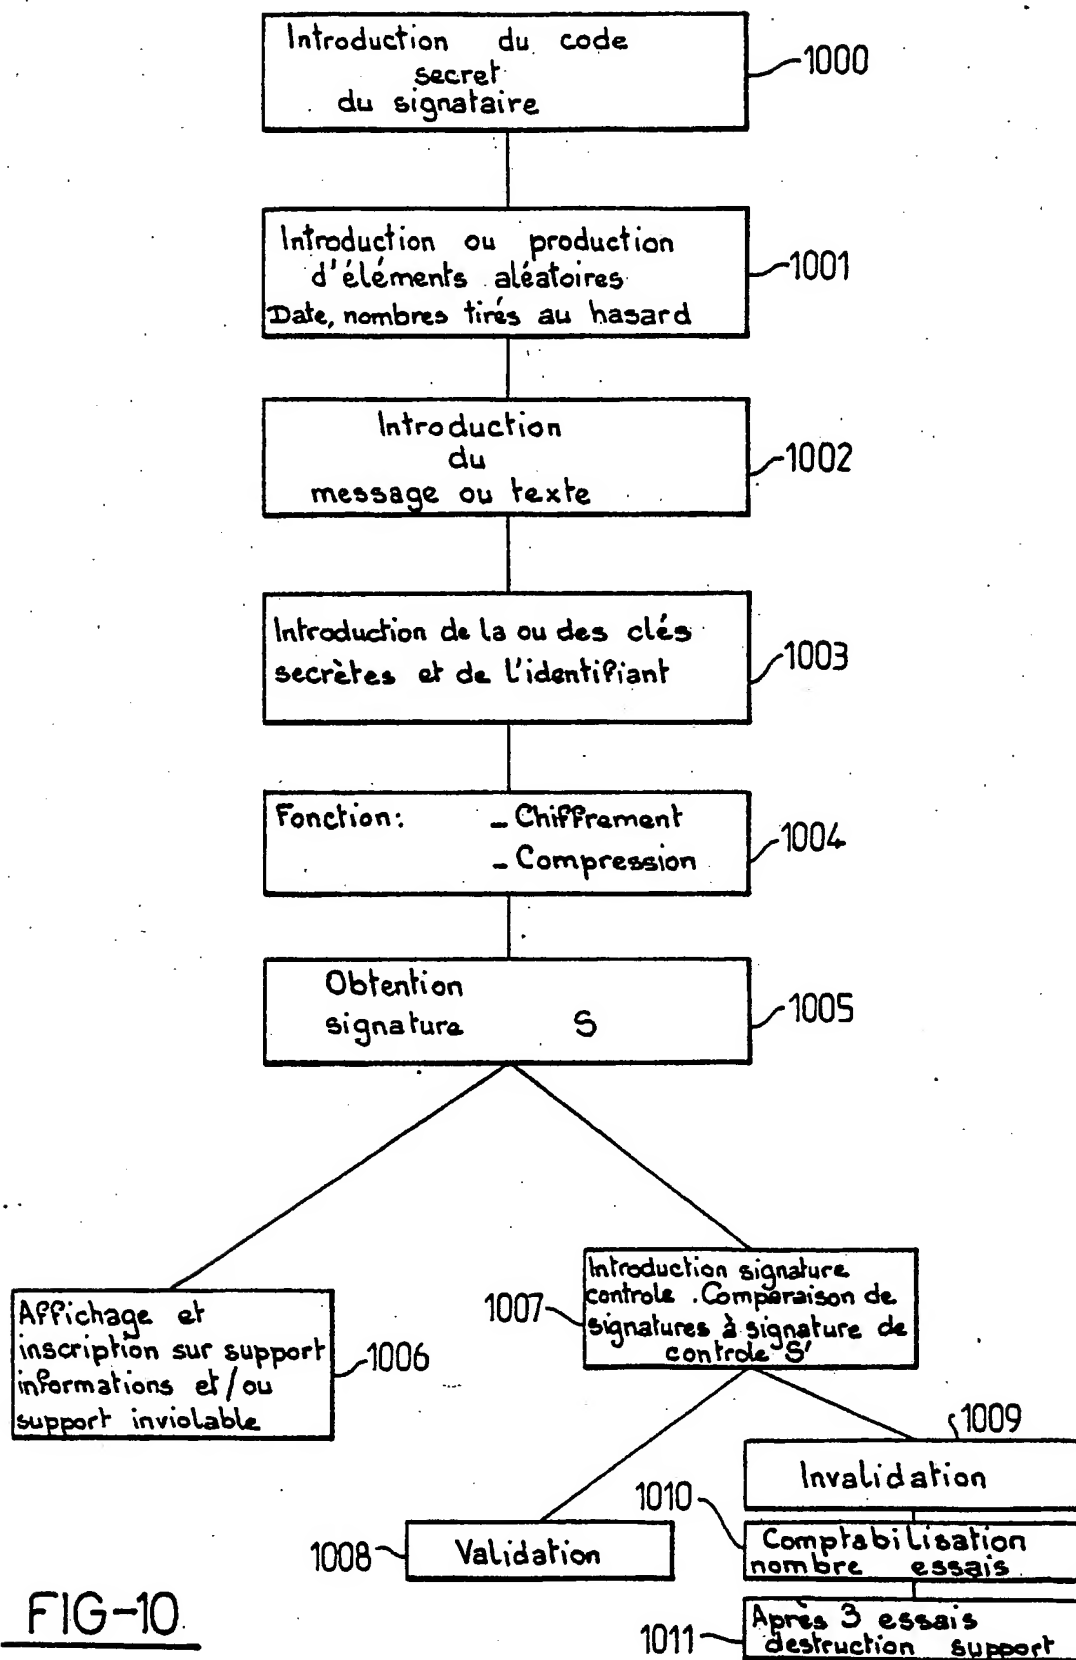 Introduction du code
secret
du signataire
1000
Introduction ou production
d'éléments aléatoires
Date, nombres tirés au hasard
1001
Introduction
du
message ou texte
1002
Introduction de la ou des clés
secrètes et de l'identifiant
1003
Fonction: - Chiffrement
- Compression
1004
Obtention
signature S
1005
Affichage et
inscription sur support
informations et/ou
support inviolable
1006
Introduction signature
controle . Comparaison de
signatures à signature de
controle S'
1007
Validation
1008
1009
Invalidation
1010
Comptabilisation
nombre essais
1011
Après 3 essais
destruction support
FIG-10